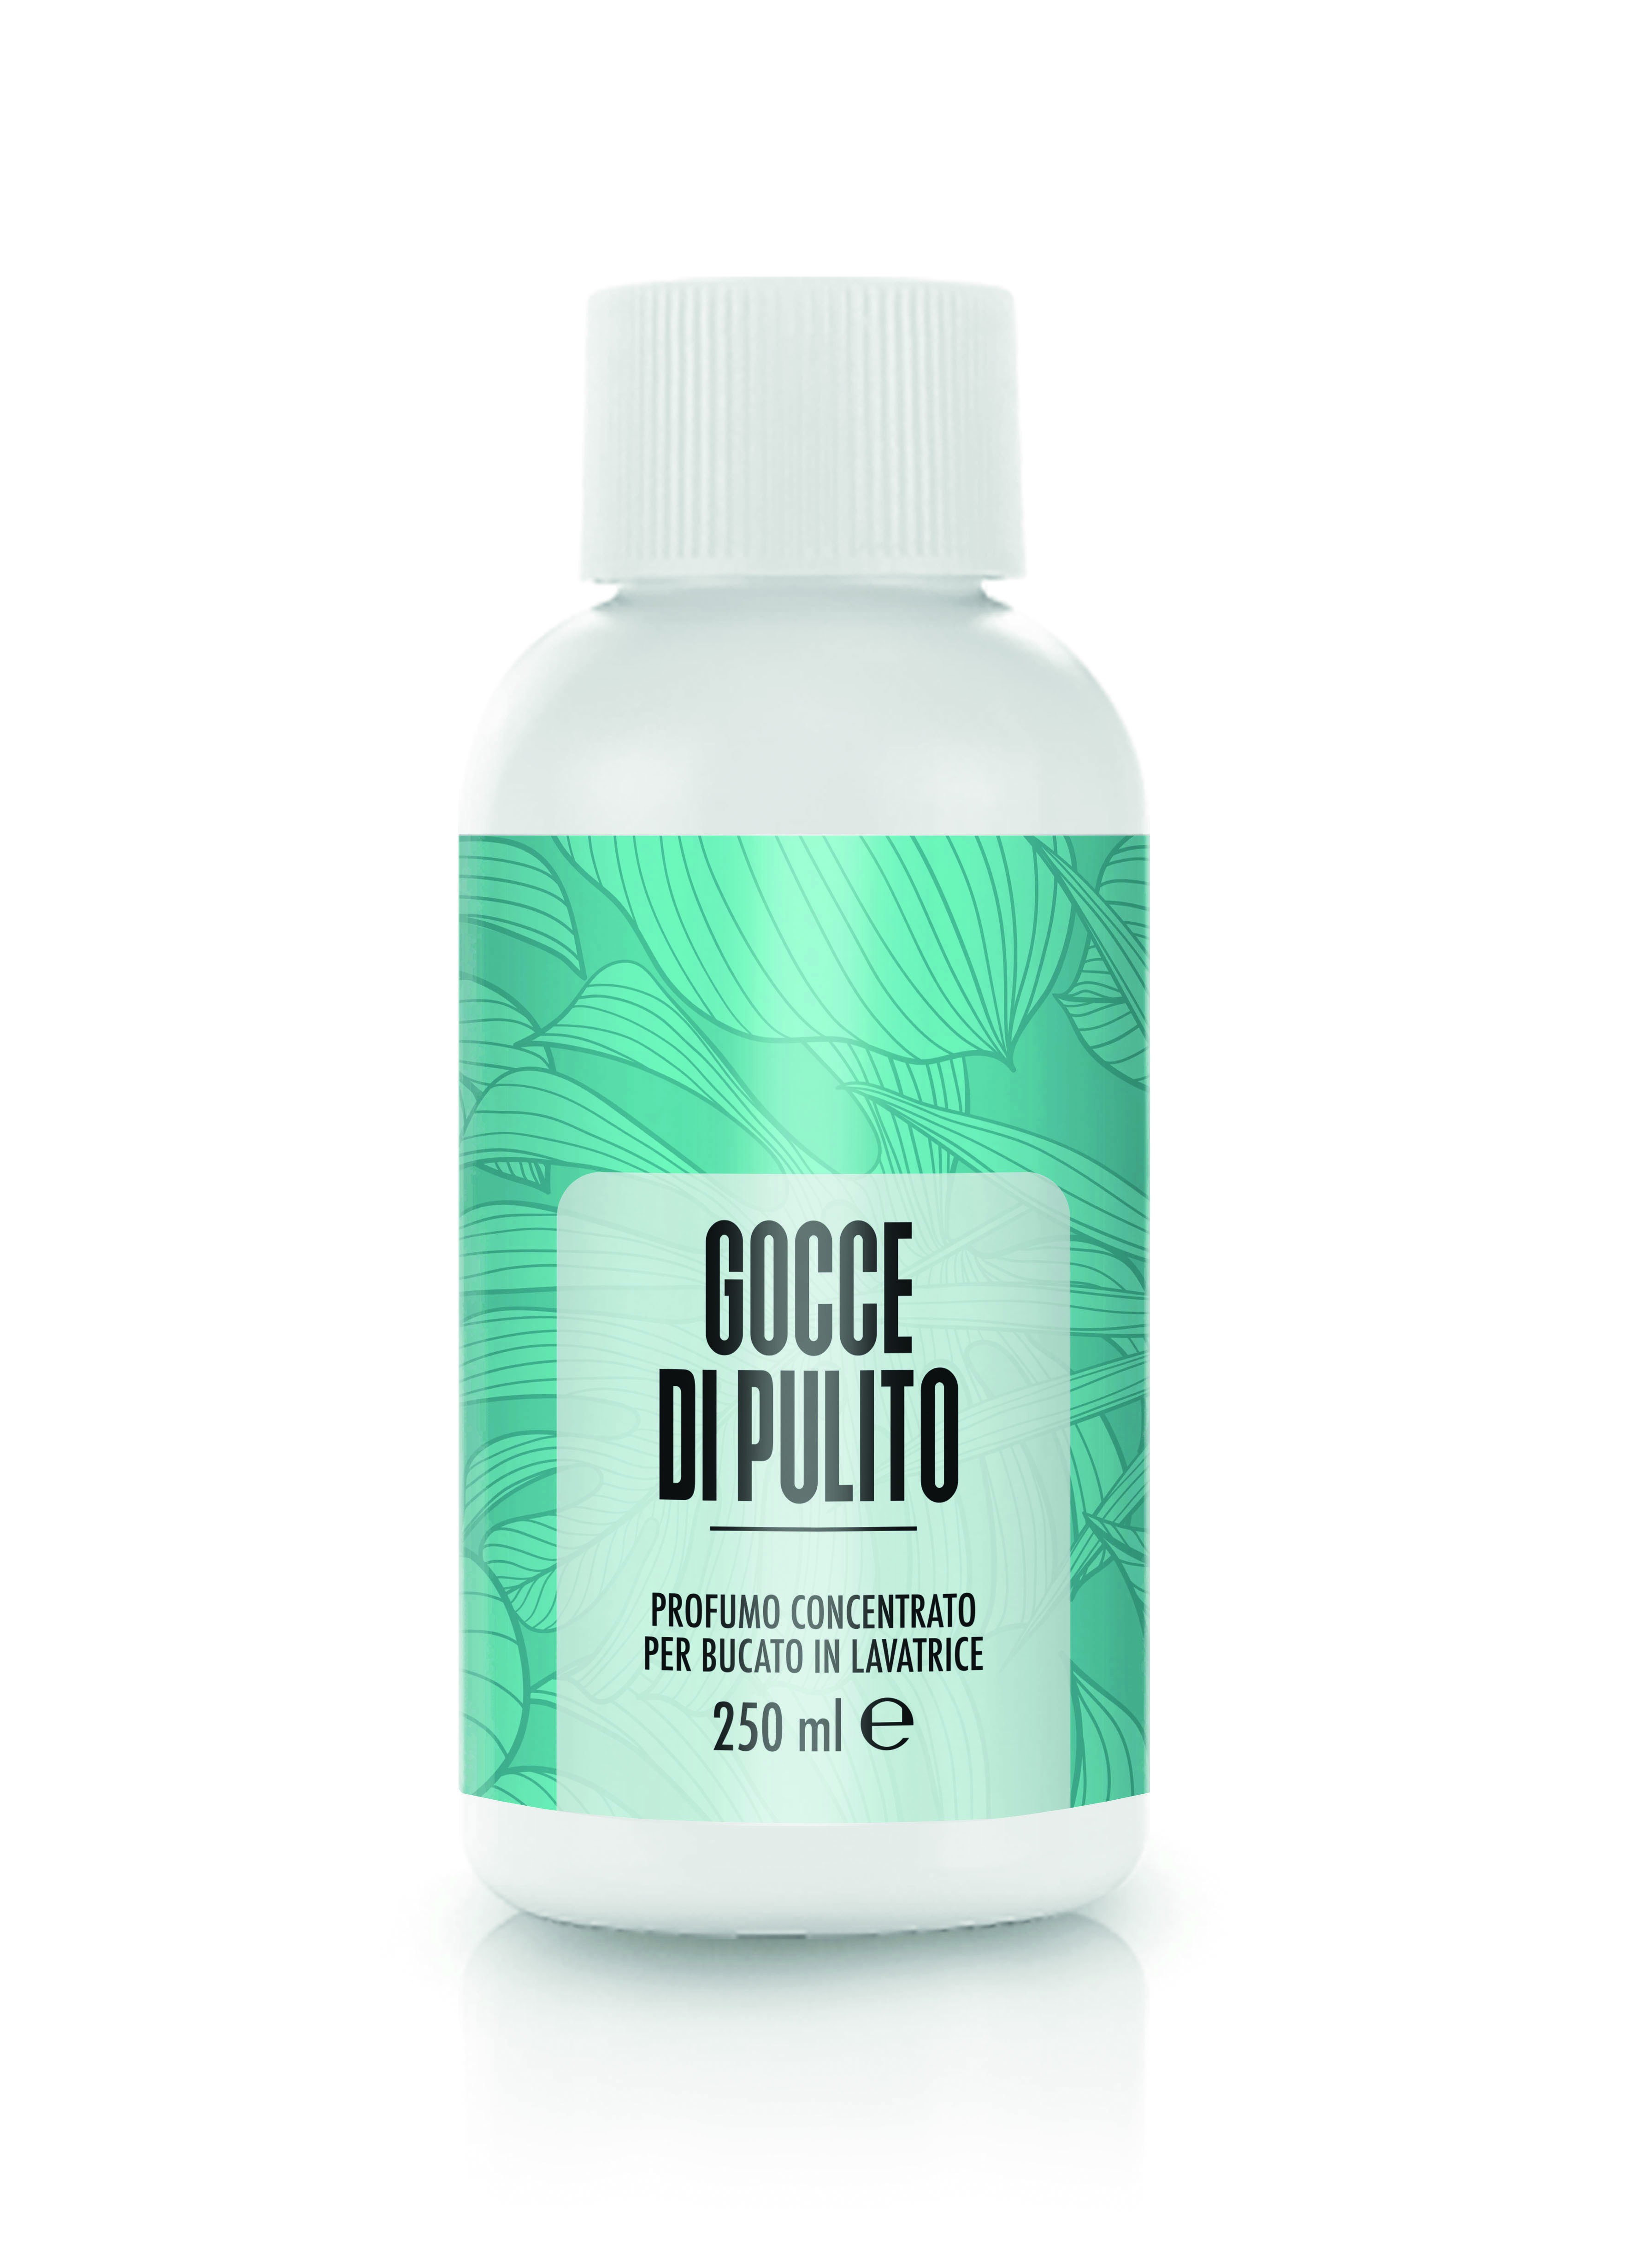 GOCCE
DI PULITO
PROFUMO CONCENTRATO
PER BUCATO IN LAVATRICE
250 ml ℮